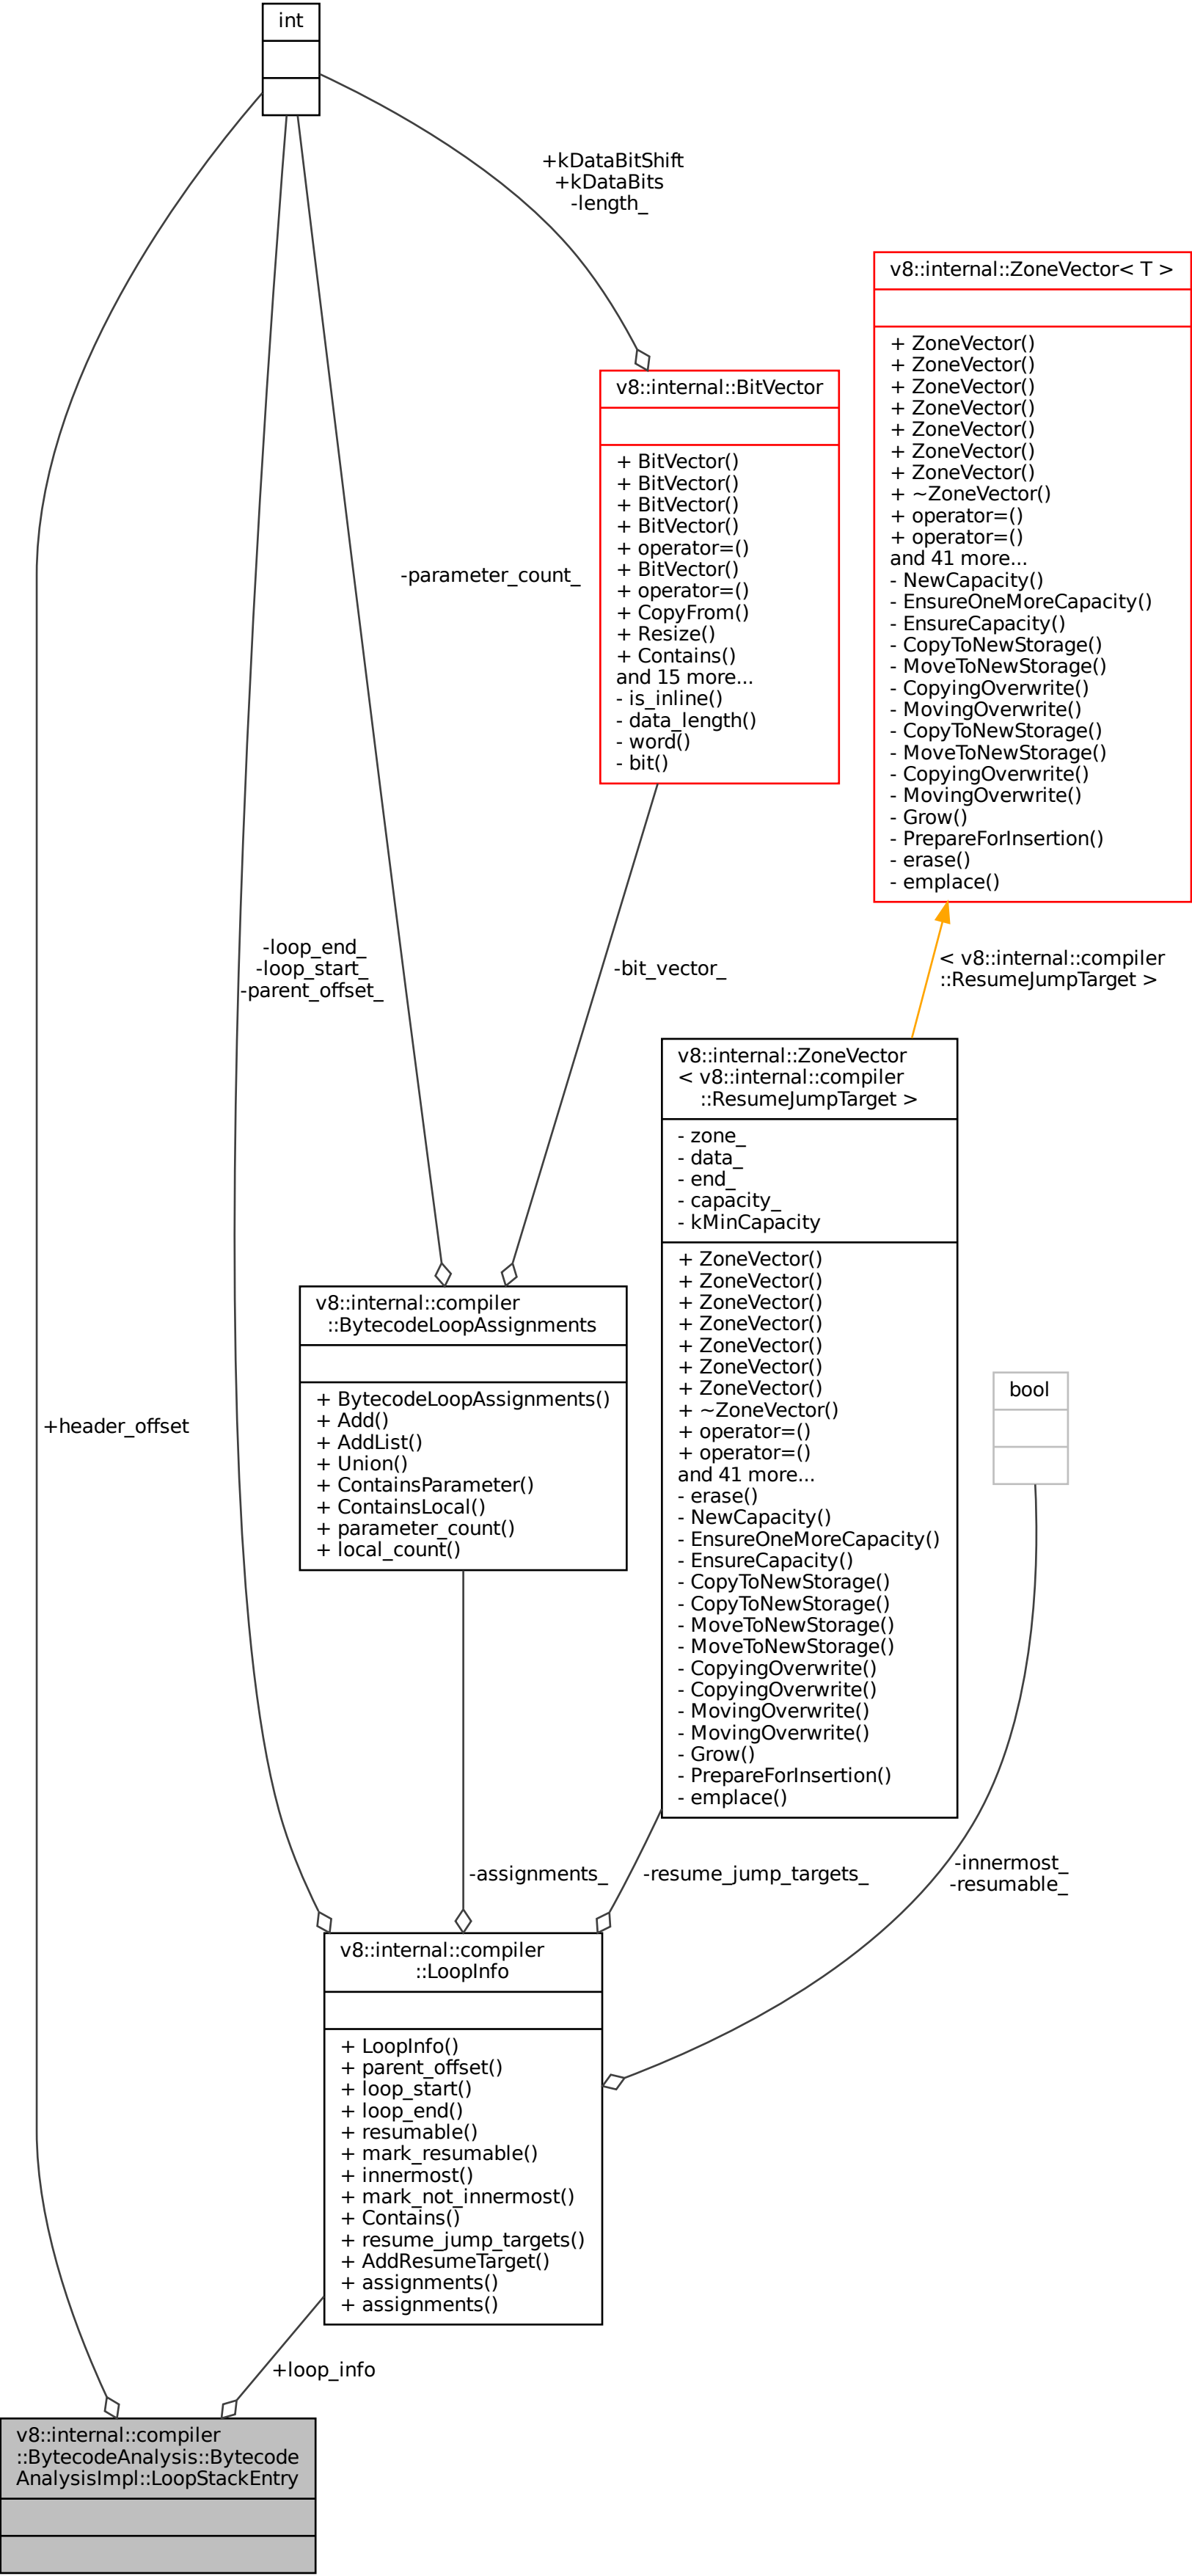 int
+kDataBitShift
+kDataBits
-length_
v8::internal::ZoneVector< T >
+ ZoneVector()
+ ZoneVector()
+ ZoneVector()
+ ZoneVector()
+ ZoneVector()
+ ZoneVector()
+ ZoneVector()
+ ~ZoneVector()
+ operator=()
+ operator=()
and 41 more...
- NewCapacity()
- EnsureOneMoreCapacity()
- EnsureCapacity()
- CopyToNewStorage()
- MoveToNewStorage()
- CopyingOverwrite()
- MovingOverwrite()
- CopyToNewStorage()
- MoveToNewStorage()
- CopyingOverwrite()
- MovingOverwrite()
- Grow()
- PrepareForInsertion()
- erase()
- emplace()
v8::internal::BitVector
+ BitVector()
+ BitVector()
+ BitVector()
+ BitVector()
+ operator=()
+ BitVector()
+ operator=()
+ CopyFrom()
+ Resize()
+ Contains()
and 15 more...
- is_inline()
- data_length()
- word()
- bit()
-parameter_count_
-loop_end_
-loop_start_
-parent_offset_
-bit_vector_
< v8::internal::compiler
::ResumeJumpTarget >
v8::internal::ZoneVector
< v8::internal::compiler
::ResumeJumpTarget >
- zone_
- data_
- end_
- capacity_
- kMinCapacity
+ ZoneVector()
+ ZoneVector()
+ ZoneVector()
+ ZoneVector()
+ ZoneVector()
+ ZoneVector()
+ ZoneVector()
+ ~ZoneVector()
+ operator=()
+ operator=()
and 41 more...
- erase()
- NewCapacity()
- EnsureOneMoreCapacity()
- EnsureCapacity()
- CopyToNewStorage()
- CopyToNewStorage()
- MoveToNewStorage()
- MoveToNewStorage()
- CopyingOverwrite()
- CopyingOverwrite()
- MovingOverwrite()
- MovingOverwrite()
- Grow()
- PrepareForInsertion()
- emplace()
v8::internal::compiler
::BytecodeLoopAssignments
+ BytecodeLoopAssignments()
+ Add()
+ AddList()
+ Union()
+ ContainsParameter()
+ ContainsLocal()
+ parameter_count()
+ local_count()
bool
+header_offset
-assignments_
-resume_jump_targets_
-innermost_
-resumable_
v8::internal::compiler
::LoopInfo
+ LoopInfo()
+ parent_offset()
+ loop_start()
+ loop_end()
+ resumable()
+ mark_resumable()
+ innermost()
+ mark_not_innermost()
+ Contains()
+ resume_jump_targets()
+ AddResumeTarget()
+ assignments()
+ assignments()
+loop_info
v8::internal::compiler
::BytecodeAnalysis::Bytecode
AnalysisImpl::LoopStackEntry